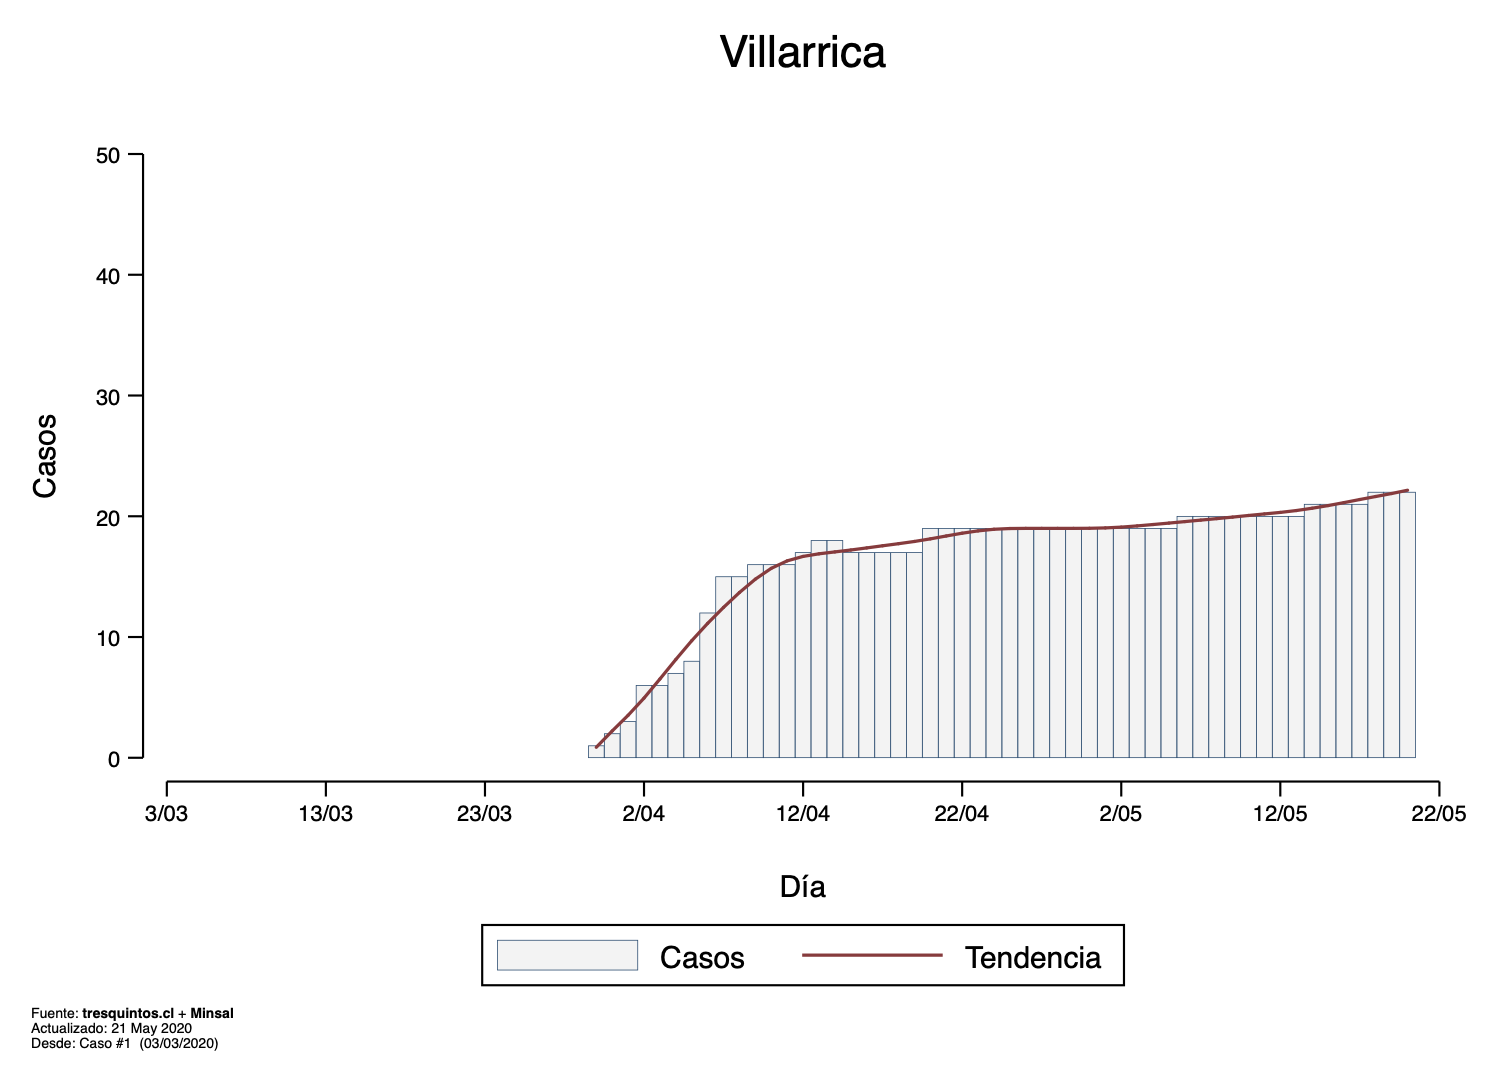 Villarrica
50
40
30
20
10
0
Casos
3/03 13/03 23/03 2/04 12/04 22/04 2/05 12/05 22/05
Día
Casos Tendencia
Fuente: tresquintos.cl + Minsal
Actualizado: 21 May 2020
Desde: Caso #1 (03/03/2020)